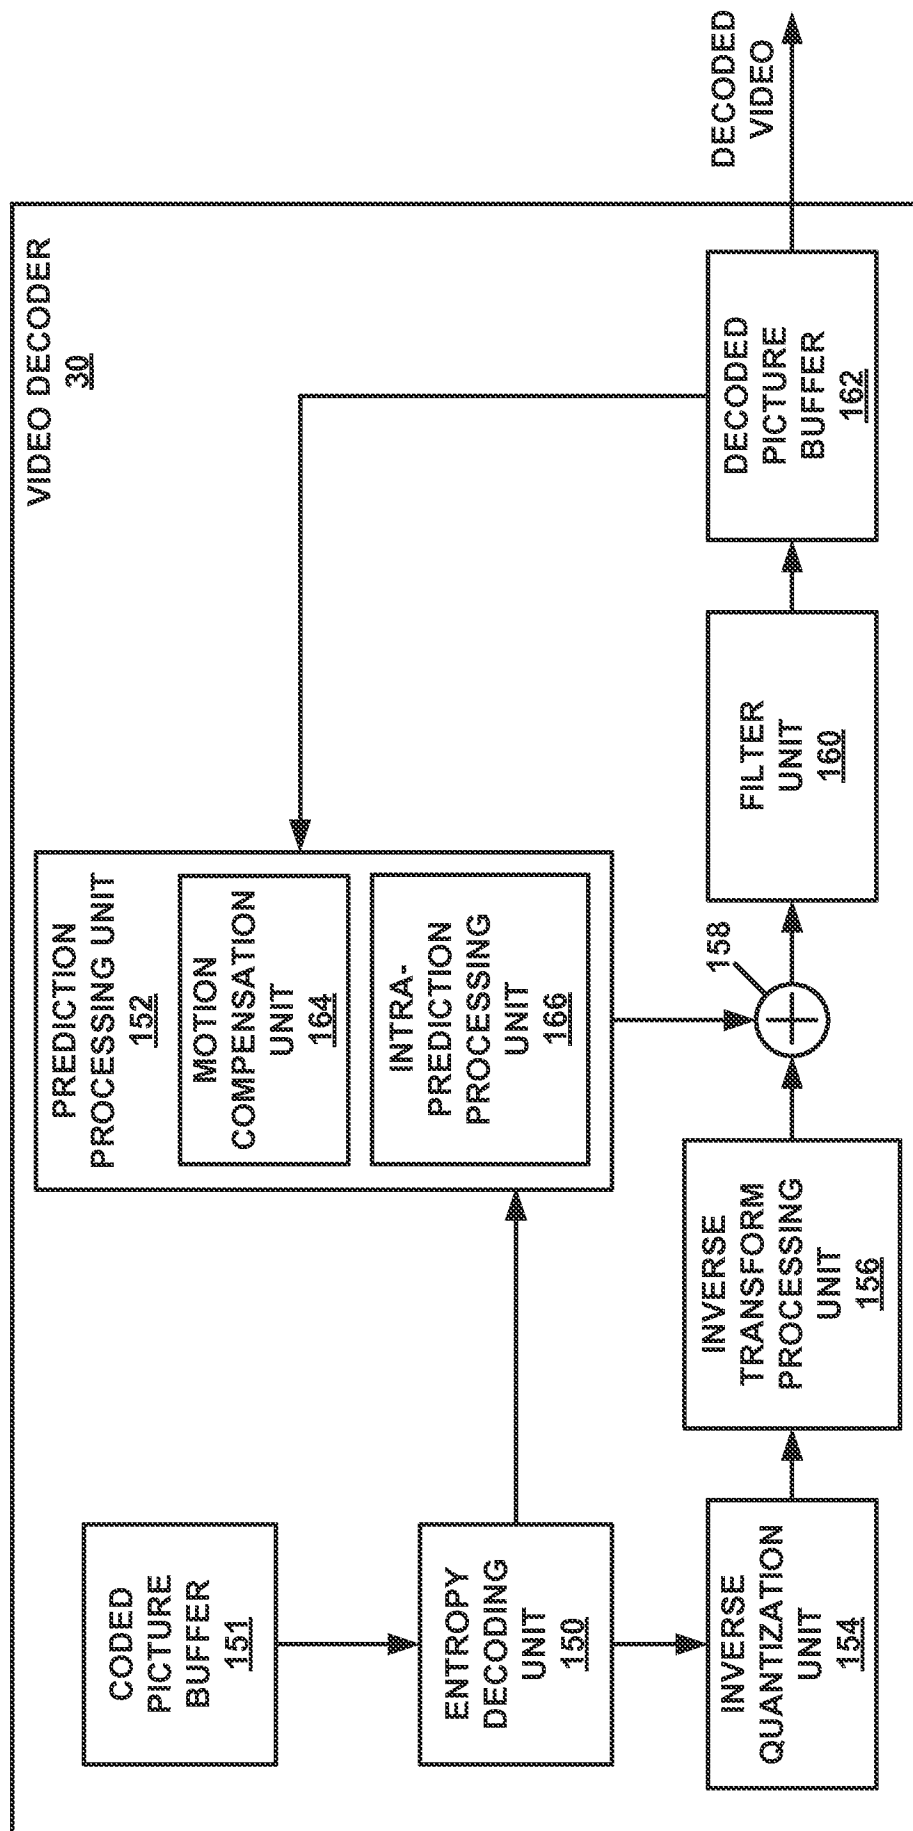 VIDEO DECODER
30
CODED
PICTURE
BUFFER
151
PREDICTION
PROCESSING UNIT
152
MOTION
COMPENSATION
UNIT
164
INTRA-
PREDICTION
PROCESSING
UNIT
166
ENTROPY
DECODING
UNIT
150
INVERSE
QUANTIZATION
UNIT
154
INVERSE
TRANSFORM
PROCESSING
UNIT
156
158
FILTER
UNIT
160
DECODED
PICTURE
BUFFER
162
DECODED
VIDEO